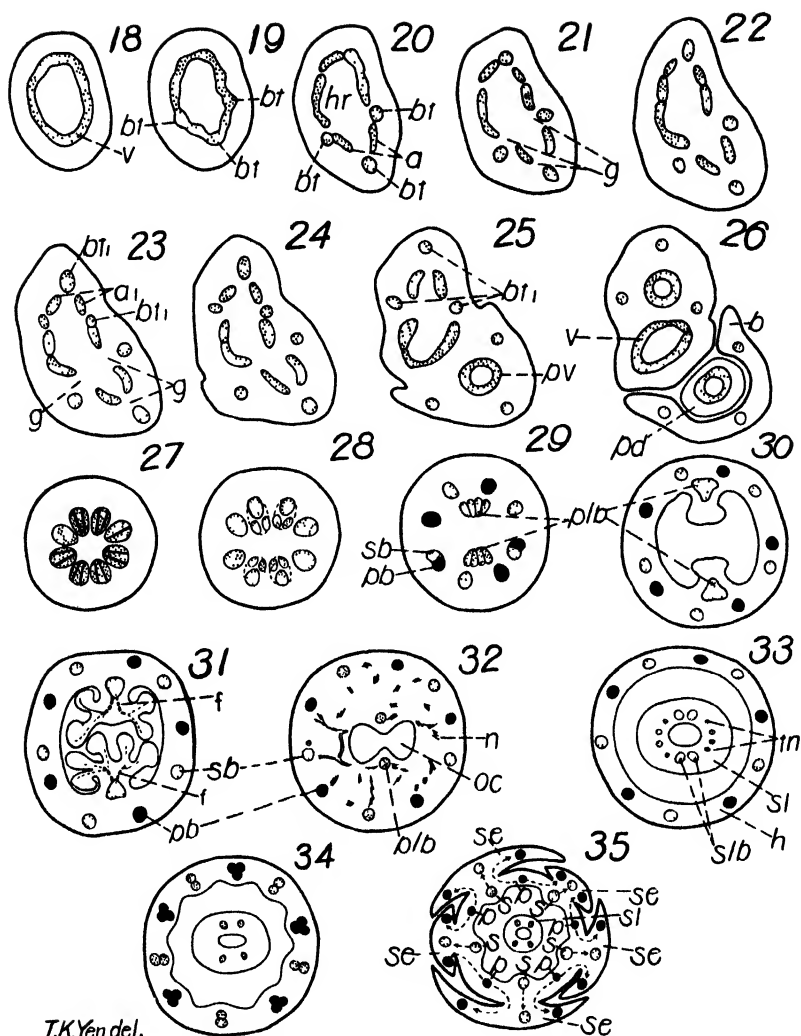 18 19 20 21 22
bt
hr
bt
bt
v
bt
a
g
bt
bt
23 24 25 26
bt₁
a₁
bt₁
bt₁
v
b
g
g
pv
pd
27 28 29 30
plb
sb
pb
31 32 33
f
n
tn
sb
oc
f
sl
pb
plb
slb
h
34 35
se
se
s
s
s
p
p
p
sl
se
s
s
se
p
s
p
p
se
T.K.Yen del.